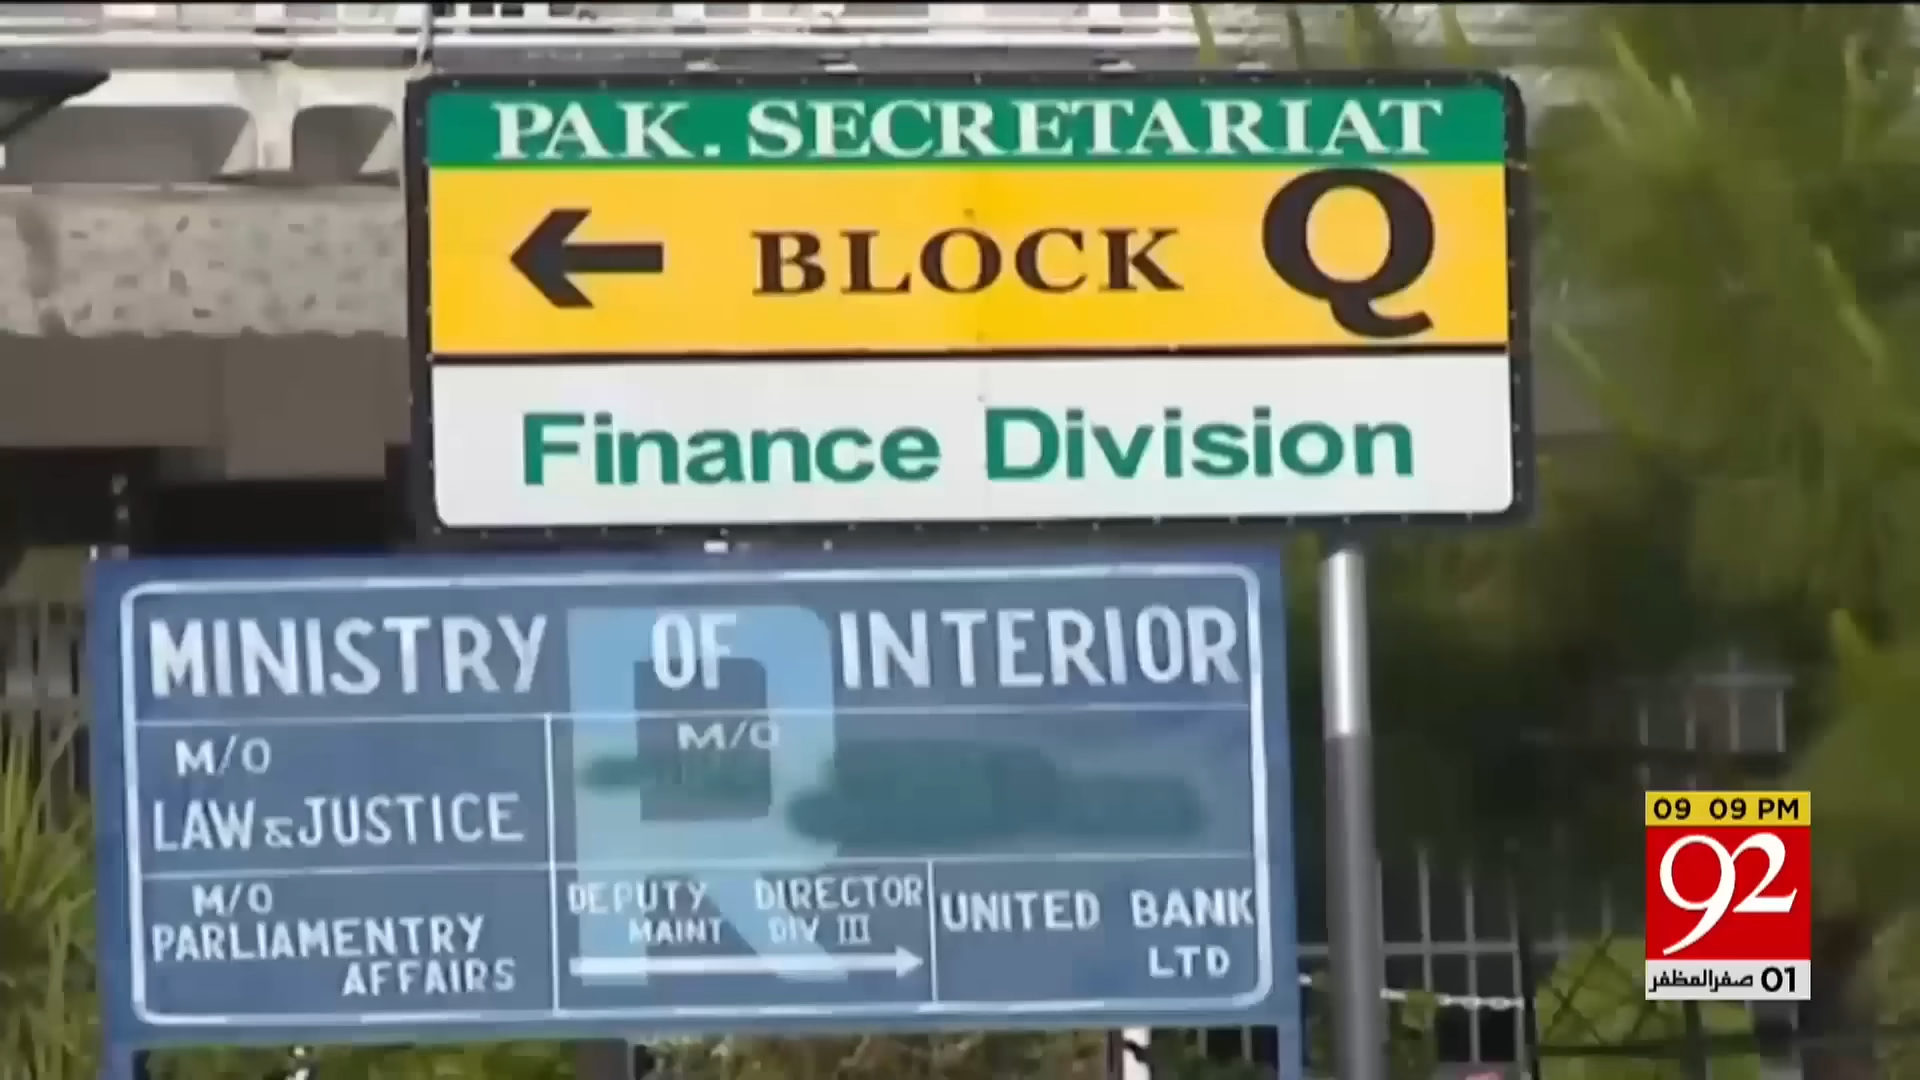 PAK. SECRETARIAT
BLOCK Q
Finance Division
MINISTRY OF INTERIOR
M/O
LAW & JUSTICE
M/O
M/O
PARLIAMENTRY
AFFAIRS
DEPUTY DIRECTOR
MAINT DIV III
UNITED BANK
LTD
R
09 09 PM
92
01 صفرالمظفر